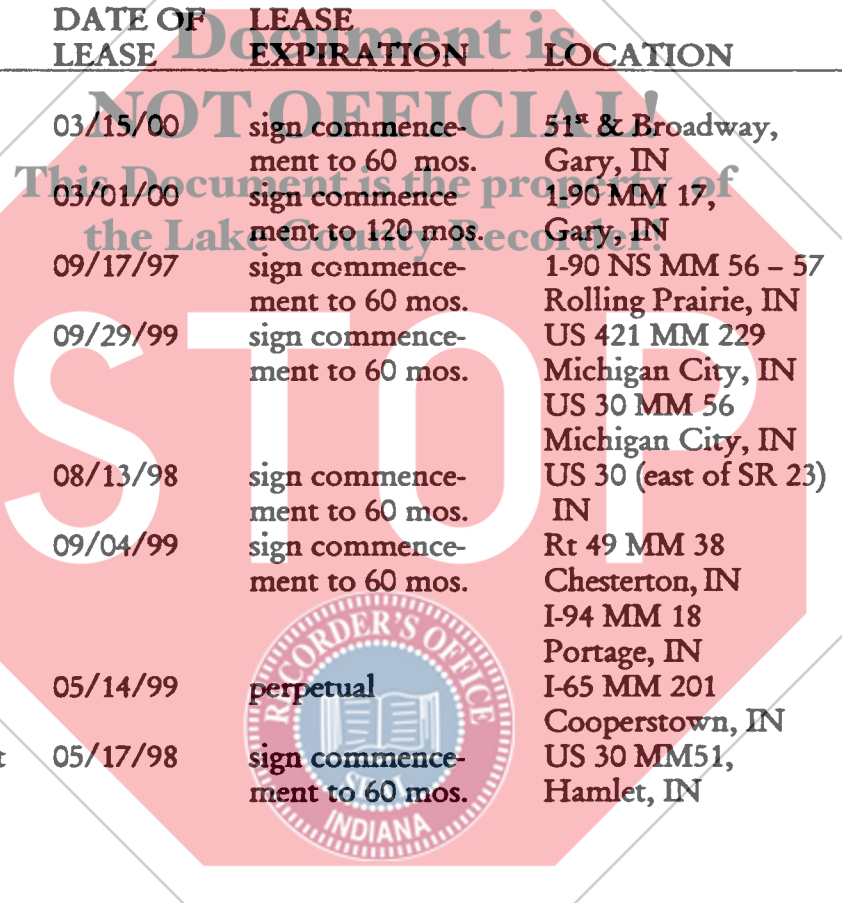 DATE OF LEASE
LEASE EXPIRATION LOCATION
Document is
NOT OFFICIAL!
This Document is the property of
the Lake County Recorder!
03/15/00 sign commence- 51st & Broadway,
ment to 60 mos. Gary, IN
03/01/00 sign commence 1-90 MM 17,
ment to 120 mos. Gary, IN
09/17/97 sign commence- 1-90 NS MM 56 – 57
ment to 60 mos. Rolling Prairie, IN
09/29/99 sign commence- US 421 MM 229
ment to 60 mos. Michigan City, IN
US 30 MM 56
Michigan City, IN
08/13/98 sign commence- US 30 (east of SR 23)
ment to 60 mos. IN
09/04/99 sign commence- Rt 49 MM 38
ment to 60 mos. Chesterton, IN
I-94 MM 18
Portage, IN
05/14/99 perpetual I-65 MM 201
Cooperstown, IN
t 05/17/98 sign commence- US 30 MM51,
ment to 60 mos. Hamlet, IN
STOP
RECORDER'S OFFICE
SEAL
INDIANA